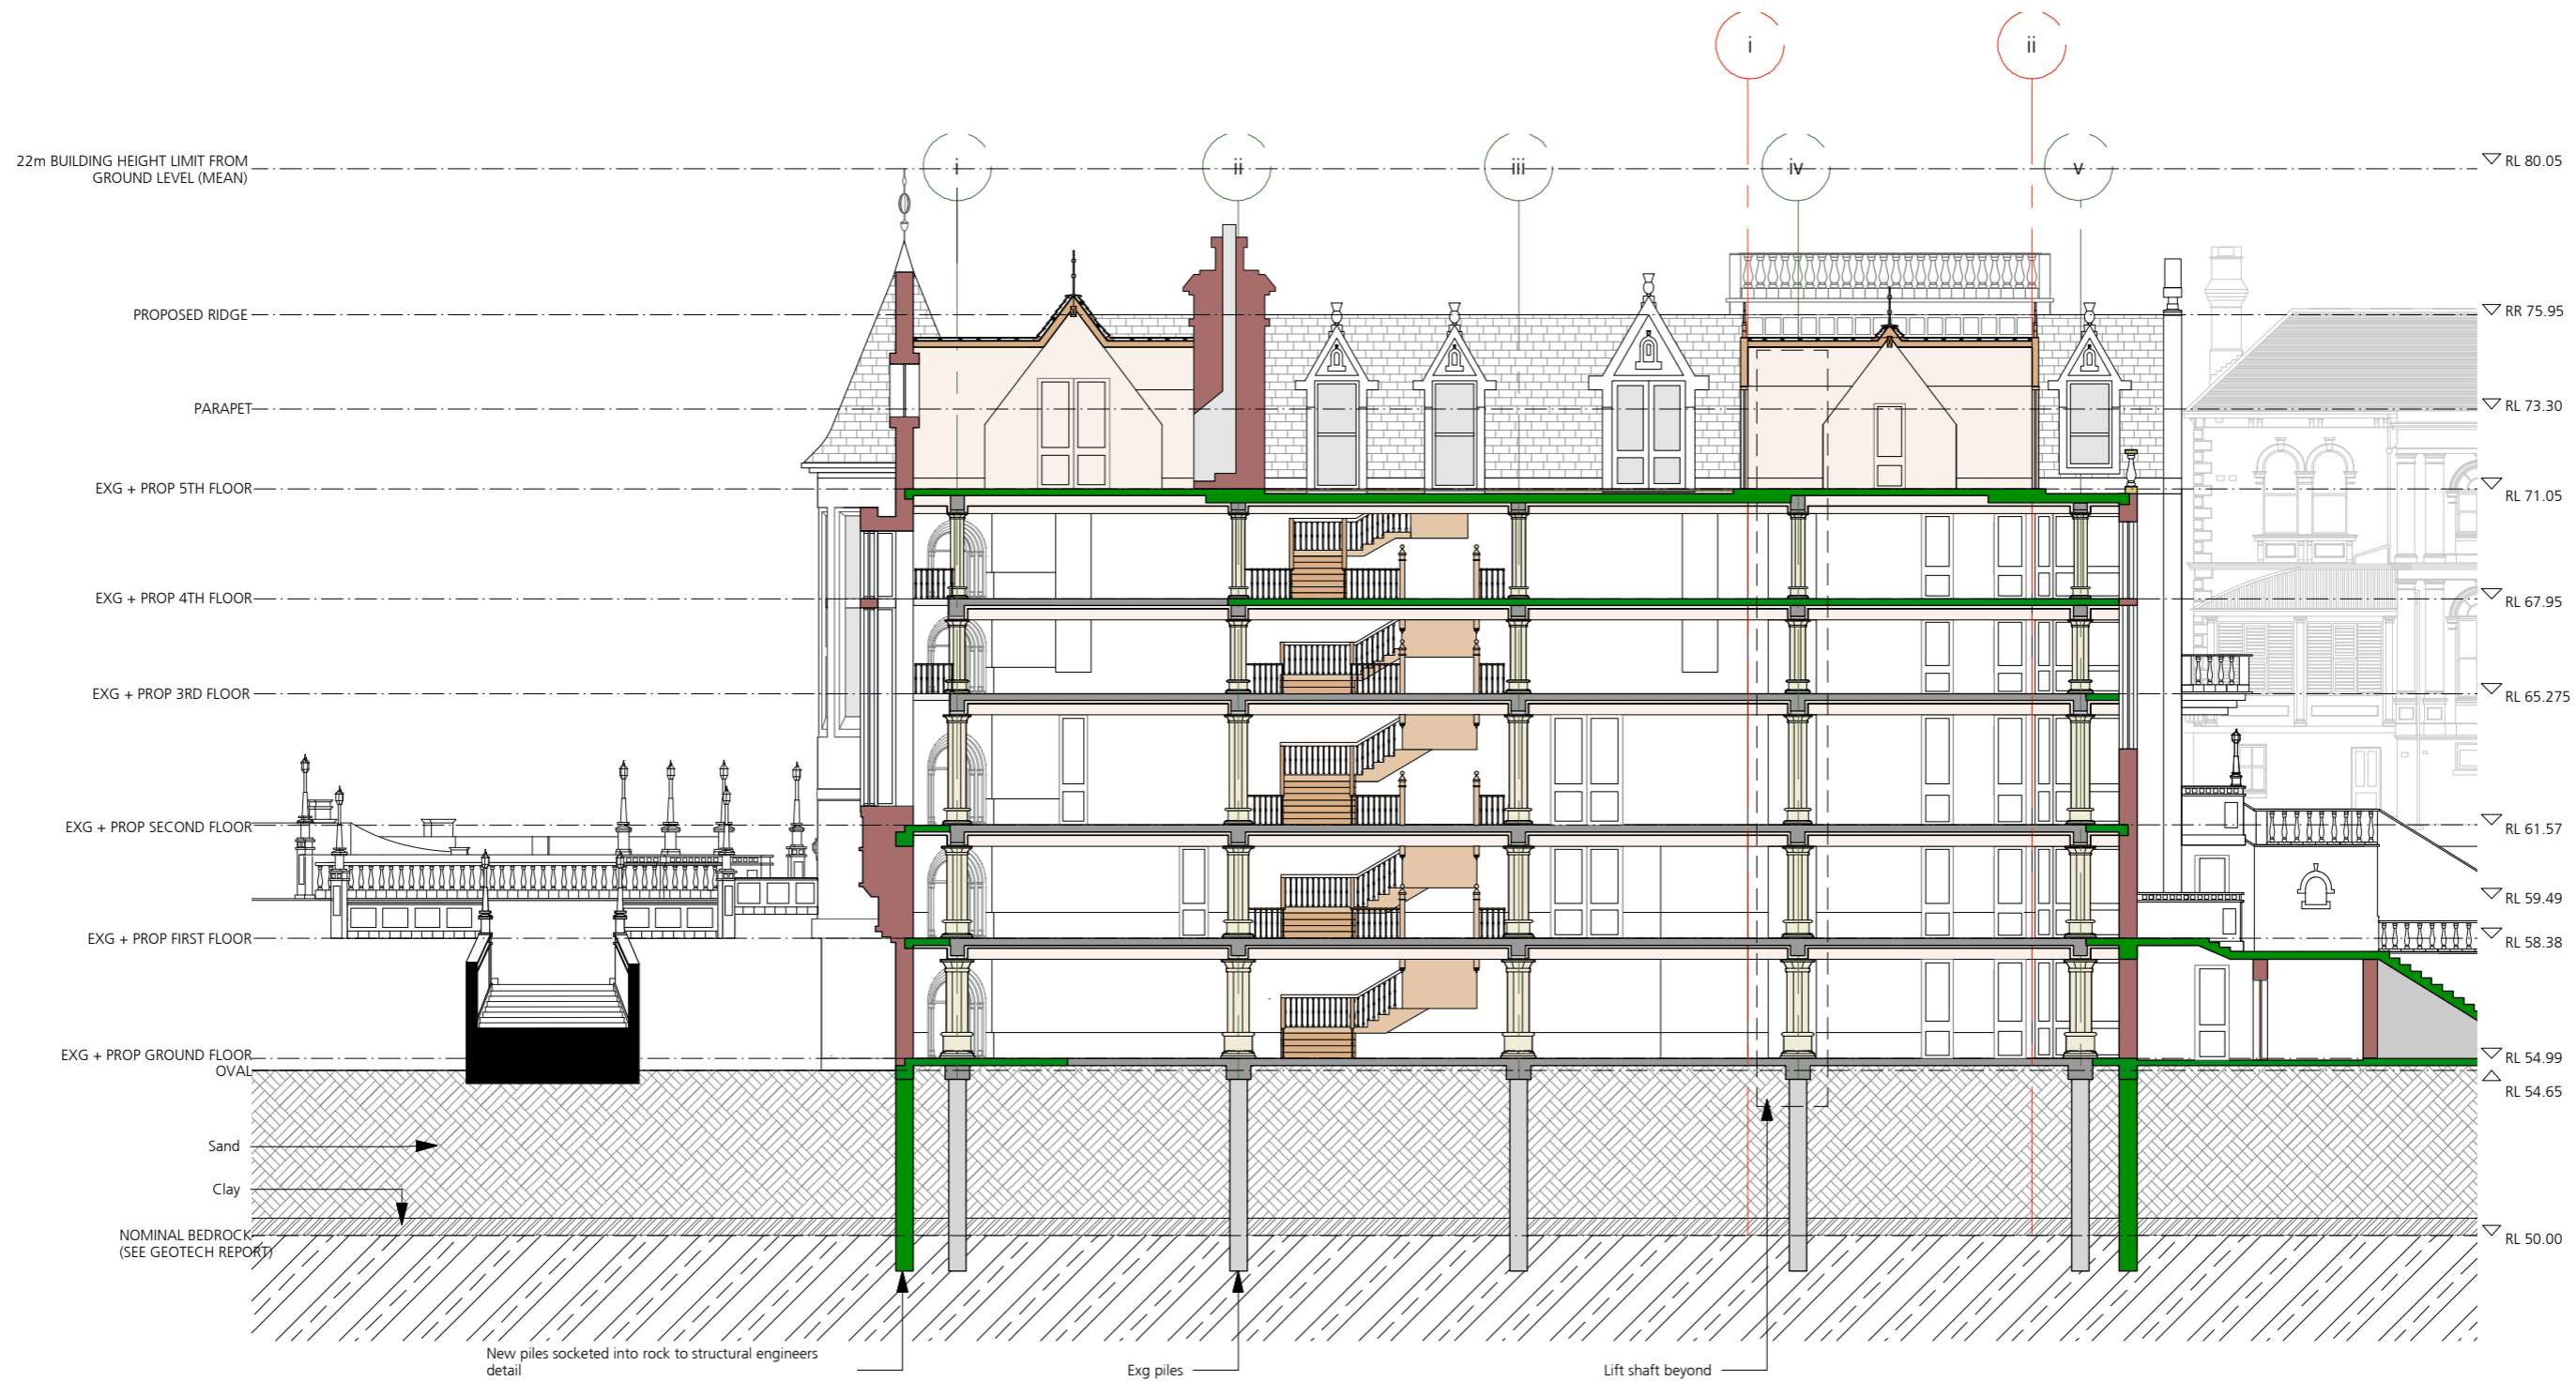 i
ii
22m BUILDING HEIGHT LIMIT FROM
GROUND LEVEL (MEAN)
i
ii
iii
iv
v
RL 80.05
PROPOSED RIDGE
RR 75.95
PARAPET
RL 73.30
EXG + PROP 5TH FLOOR
RL 71.05
EXG + PROP 4TH FLOOR
RL 67.95
EXG + PROP 3RD FLOOR
RL 65.275
EXG + PROP SECOND FLOOR
RL 61.57
RL 59.49
EXG + PROP FIRST FLOOR
RL 58.38
EXG + PROP GROUND FLOOR
RL 54.99
OVAL
RL 54.65
Sand
Clay
NOMINAL BEDROCK
(SEE GEOTECH REPORT)
RL 50.00
New piles socketed into rock to structural engineers
detail
Exg piles
Lift shaft beyond